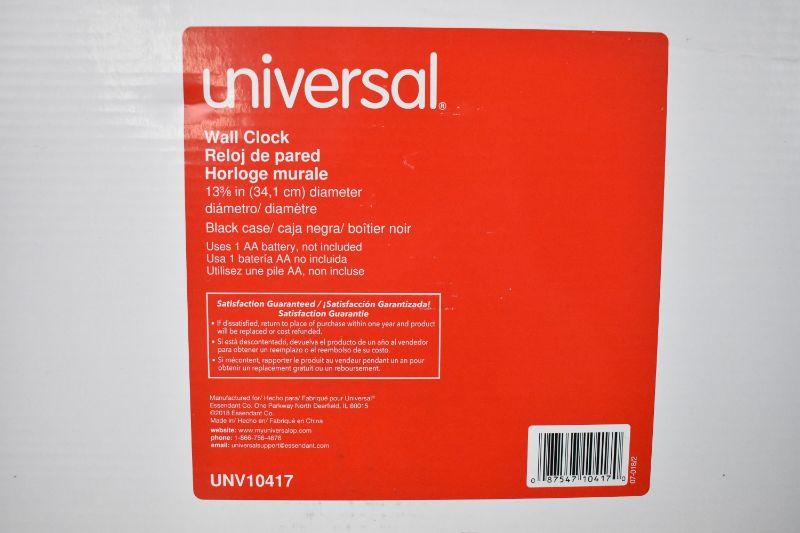 universal®
Wall Clock
Reloj de pared
Horloge murale
13⅜ in (34,1 cm) diameter
diámetro/ diamètre
Black case/ caja negra/ boîtier noir
Uses 1 AA battery, not included
Usa 1 batería AA no incluida
Utilisez une pile AA, non incluse
Satisfaction Guaranteed / ¡Satisfacción Garantizada!
Satisfaction Guarantie
• If dissatisfied, return to place of purchase within one year and product
will be replaced or cost refunded.
• Si está descontentado, devuelva el producto de un año al vendedor
para obtener un reemplazo o el reembolso de su costo.
• Si mécontent, rapporter le produit au vendeur pendant un an pour
obtenir un replacement gratuit ou un reboursement.
Manufactured for/ Hecho para/ Fabriqué pour Universal®
Essendant Co. One Parkway North Deerfield, IL 60015
©2018 Essendant Co.
Made in/ Hecho en/ Fabriqué en China
website: www.myuniversalop.com
phone: 1-866-756-4676
email: universalsupport@essendant.com
UNV10417
0 87547 10417 0
07-018/2